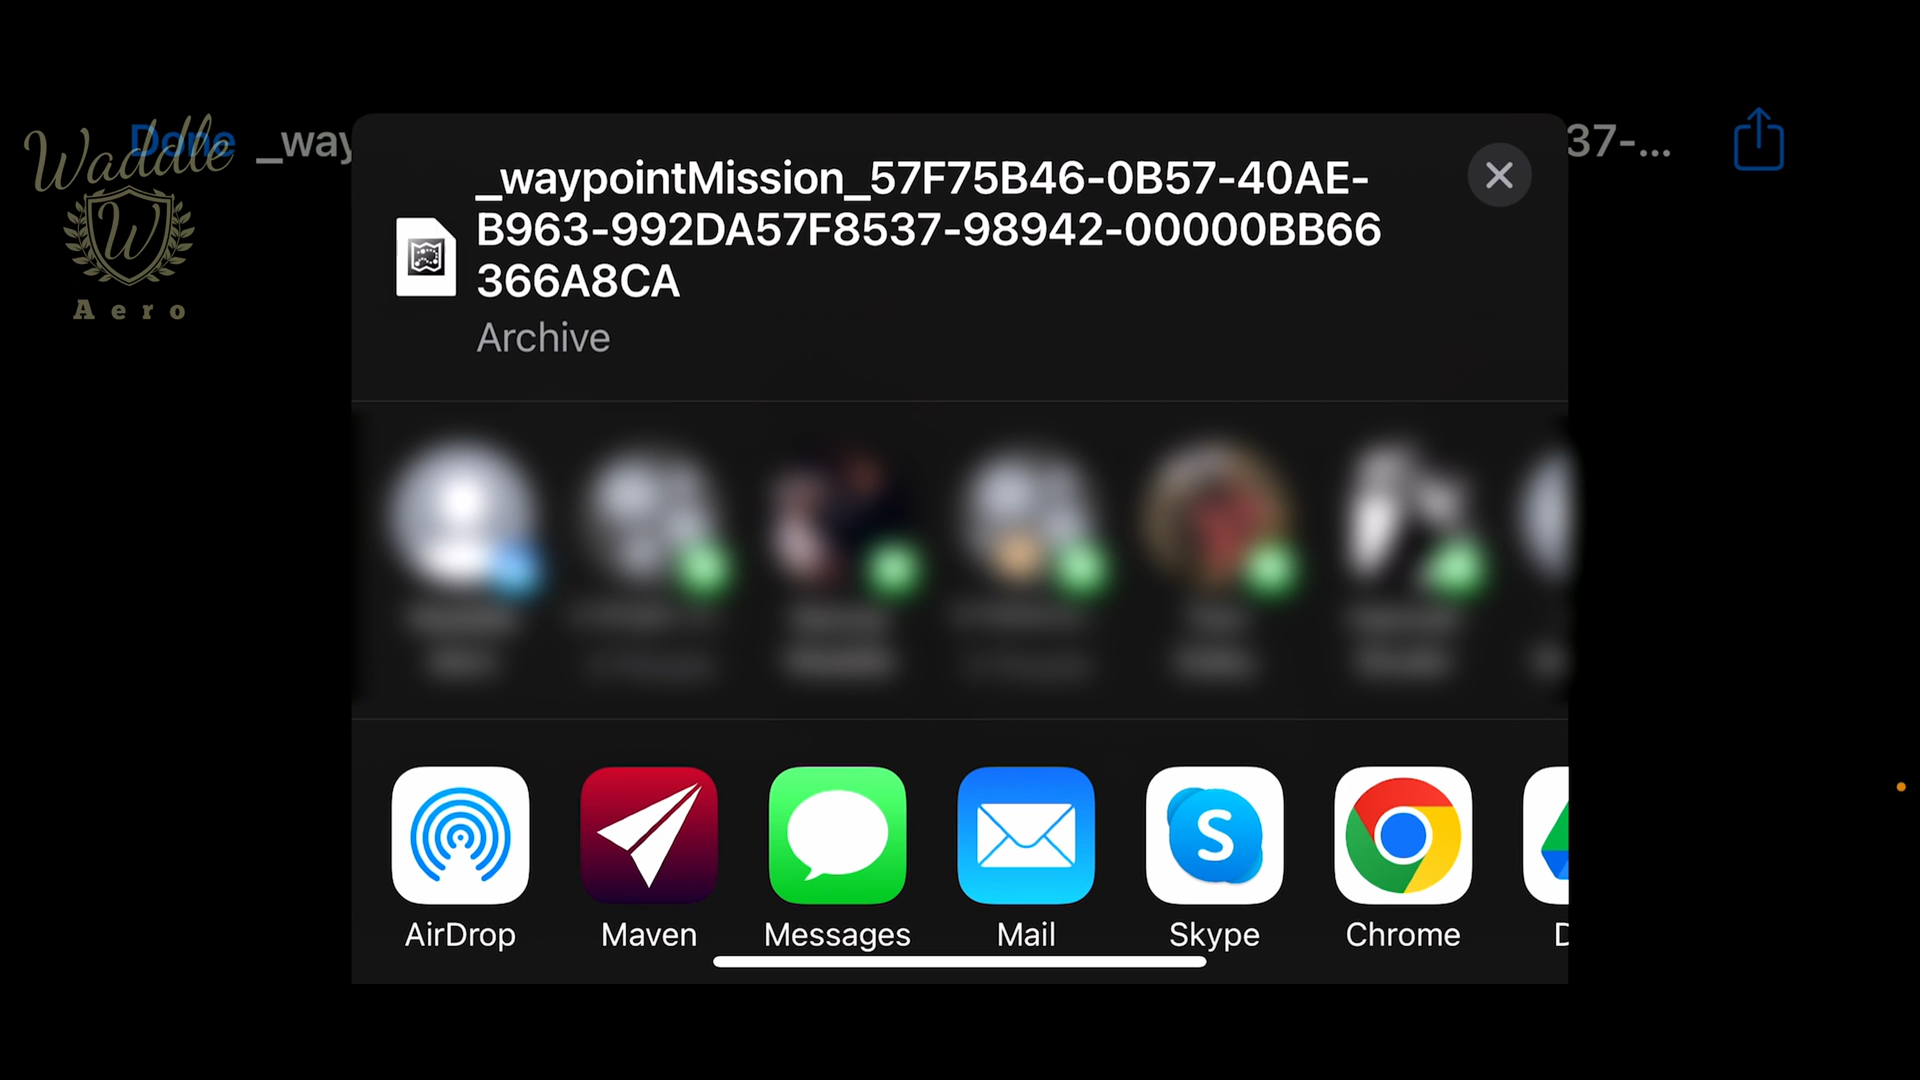 Waddle
W
Aero
Done
_way
37-...
_waypointMission_57F75B46-0B57-40AE-
B963-992DA57F8537-98942-00000BB66
366A8CA
Archive
S
AirDrop
Maven
Messages
Mail
Skype
Chrome
D